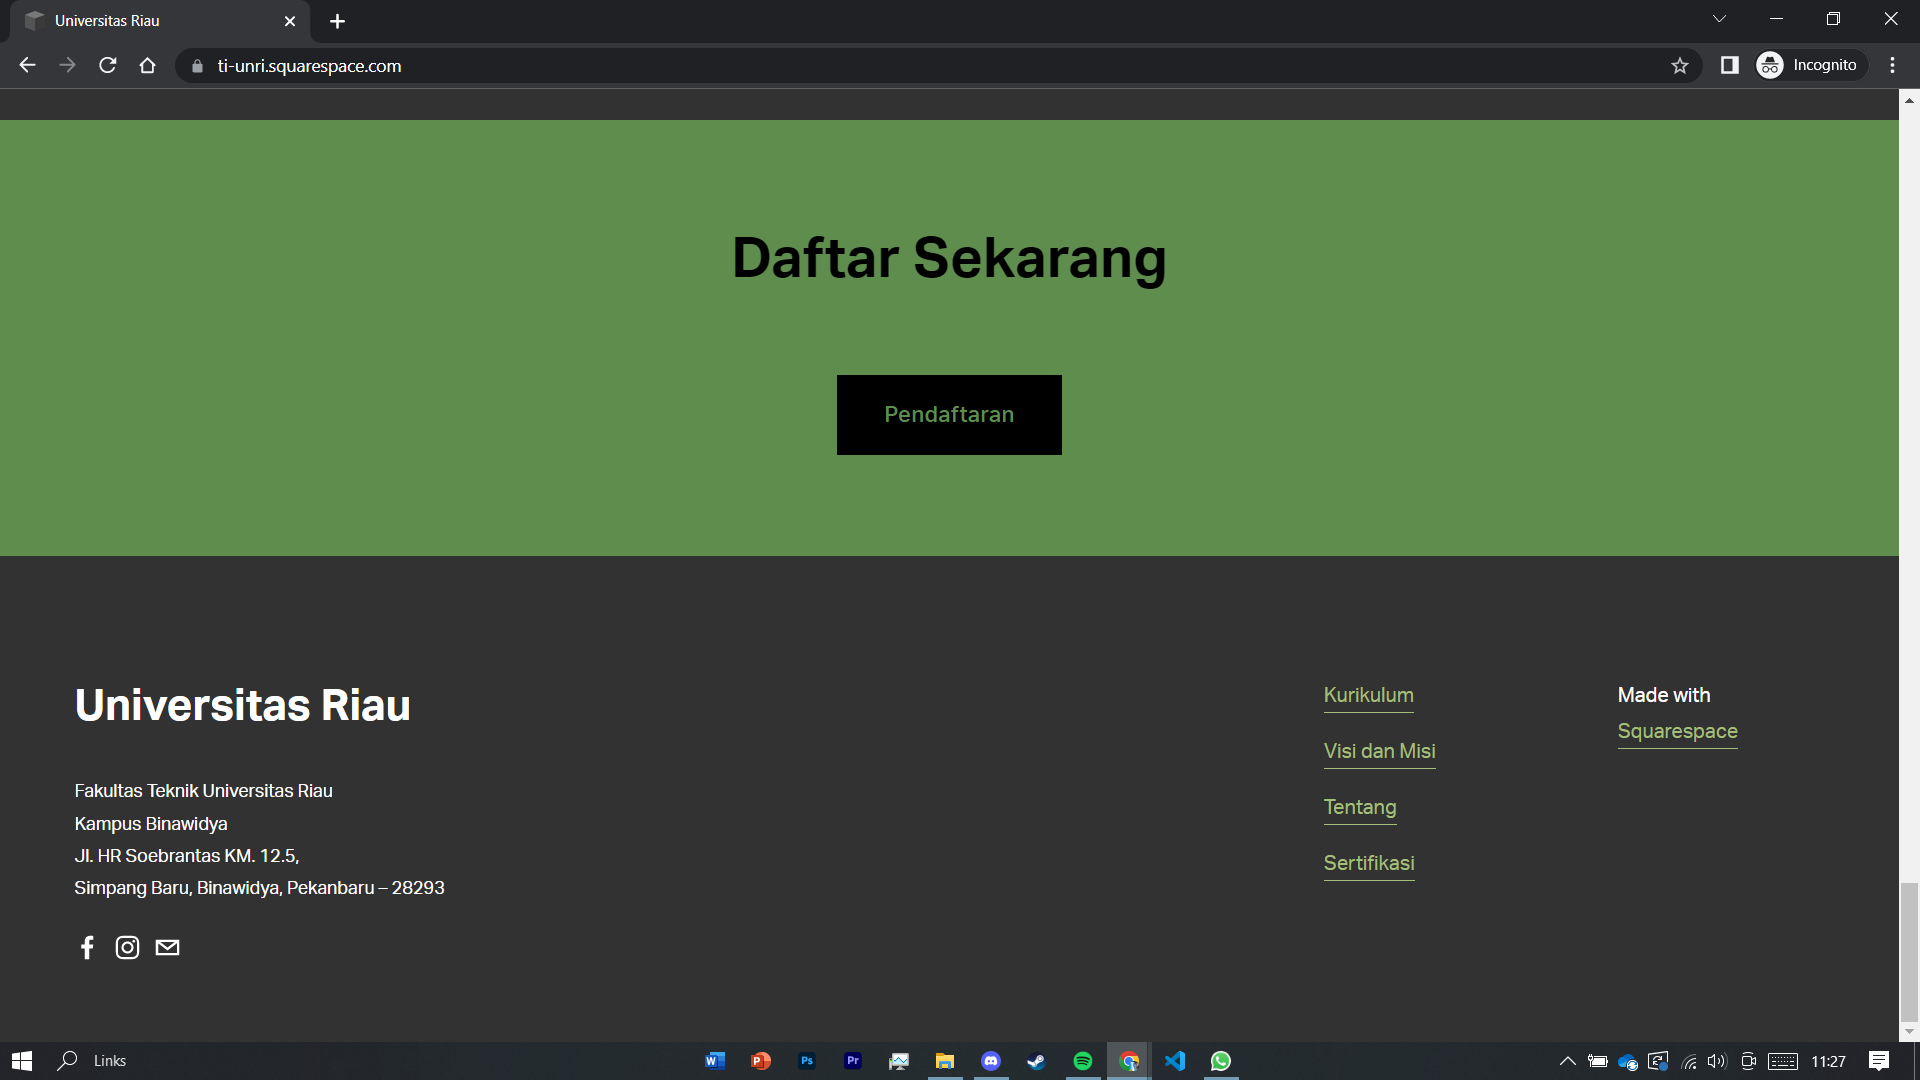 Universitas Riau
ti-unri.squarespace.com
Incognito
Daftar Sekarang
Pendaftaran
Universitas Riau
Fakultas Teknik Universitas Riau
Kampus Binawidya
Jl. HR Soebrantas KM. 12.5,
Simpang Baru, Binawidya, Pekanbaru – 28293
Kurikulum
Visi dan Misi
Tentang
Sertifikasi
Made with
Squarespace
Links
W
P
Ps
Pr
11:27